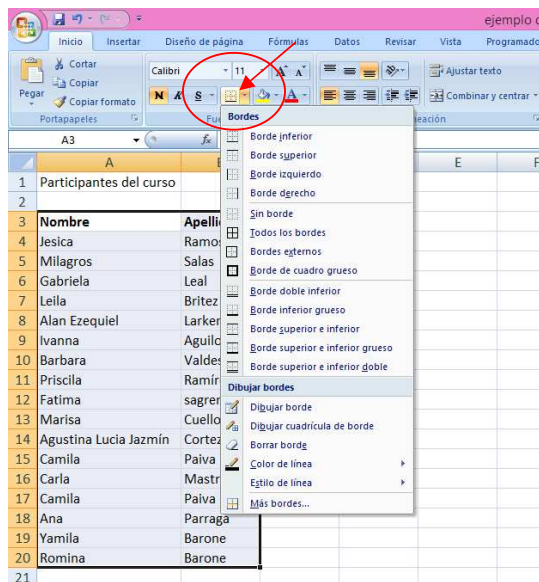 ejemplo d
Inicio Insertar Diseño de página Fórmulas Datos Revisar Vista Programado
Pegar
Cortar
Copiar
Copiar formato
Portapapeles
Calibri 11 A A
N K S A
Fue
Ajustar texto
Combinar y centrar
eación
A3 fx
A E F
1 Participantes del curso
2
3 Nombre Apelli
4 Jesica Ramo
5 Milagros Salas
6 Gabriela Leal
7 Leila Britez
8 Alan Ezequiel Larker
9 Ivanna Aguilo
10 Barbara Valdes
11 Priscila Ramír
12 Fatima sagrer
13 Marisa Cuello
14 Agustina Lucia Jazmín Cortez
15 Camila Paiva
16 Carla Mastr
17 Camila Paiva
18 Ana Parraga
19 Yamila Barone
20 Romina Barone
21
Bordes
Borde inferior
Borde superior
Borde izquierdo
Borde derecho
Sin borde
Todos los bordes
Bordes externos
Borde de cuadro grueso
Borde doble inferior
Borde inferior grueso
Borde superior e inferior
Borde superior e inferior grueso
Borde superior e inferior doble
Dibujar bordes
Dibujar borde
Dibujar cuadrícula de borde
Borrar borde
Color de línea
Estilo de línea
Más bordes...